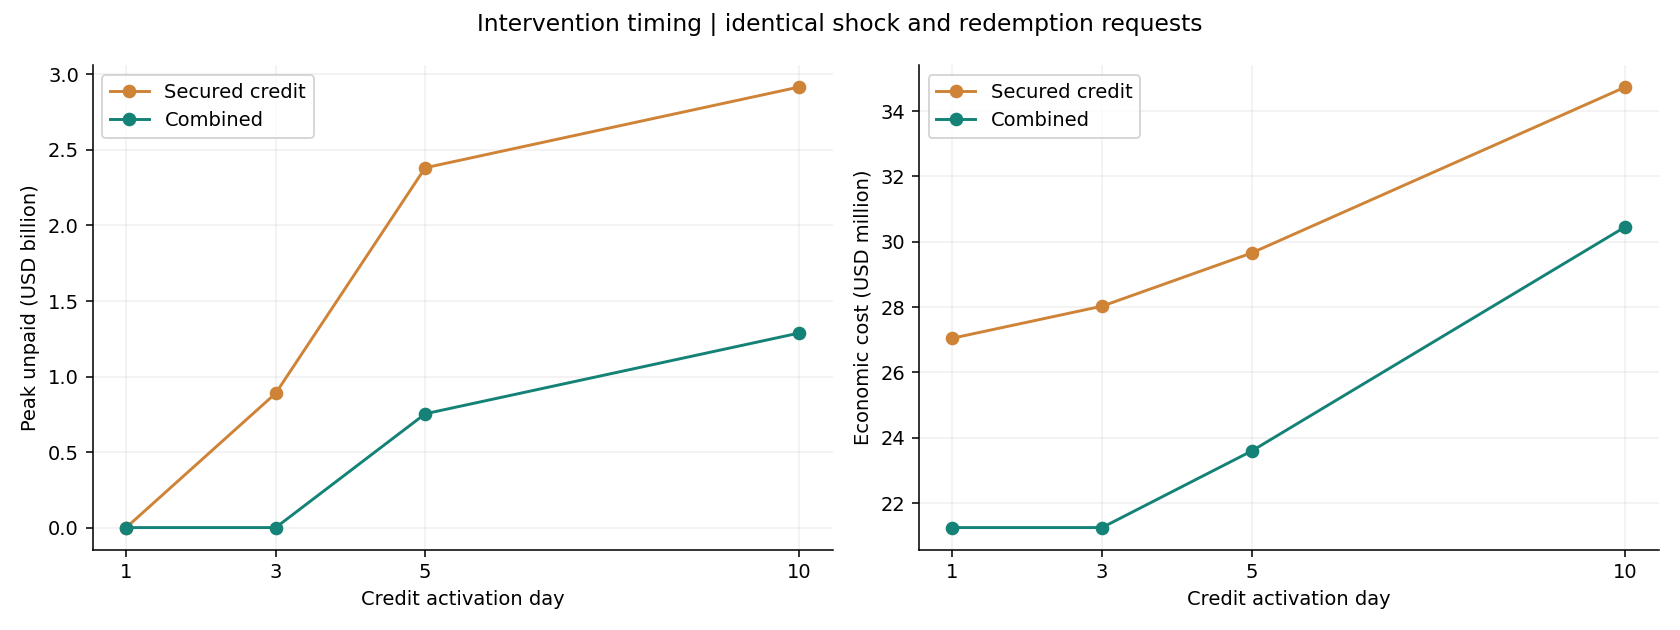 Intervention timing | identical shock and redemption requests
Secured credit
Combined
3.0
2.5
2.0
1.5
1.0
0.5
0.0
Peak unpaid (USD billion)
1 3 5 10
Credit activation day
Secured credit
Combined
34
32
30
28
26
24
22
Economic cost (USD million)
1 3 5 10
Credit activation day